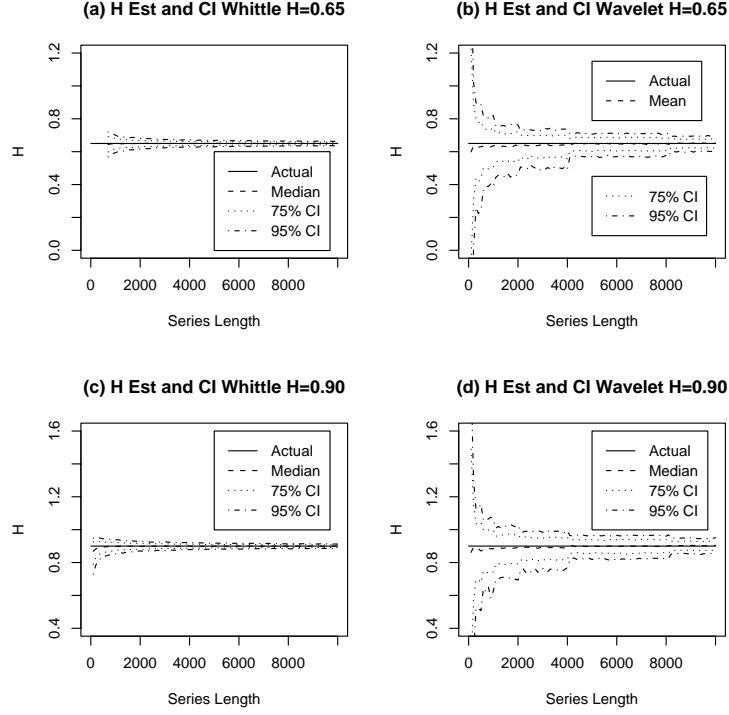 (a) H Est and CI Whittle H=0.65
H
1.2
0.8
0.4
0.0
Actual
Median
75% CI
95% CI
0 2000 4000 6000 8000
Series Length
(b) H Est and CI Wavelet H=0.65
H
1.2
0.8
0.4
0.0
Actual
Mean
75% CI
95% CI
0 2000 4000 6000 8000
Series Length
(c) H Est and CI Whittle H=0.90
H
1.6
1.2
0.8
0.4
Actual
Median
75% CI
95% CI
0 2000 4000 6000 8000
Series Length
(d) H Est and CI Wavelet H=0.90
H
1.6
1.2
0.8
0.4
Actual
Median
75% CI
95% CI
0 2000 4000 6000 8000
Series Length